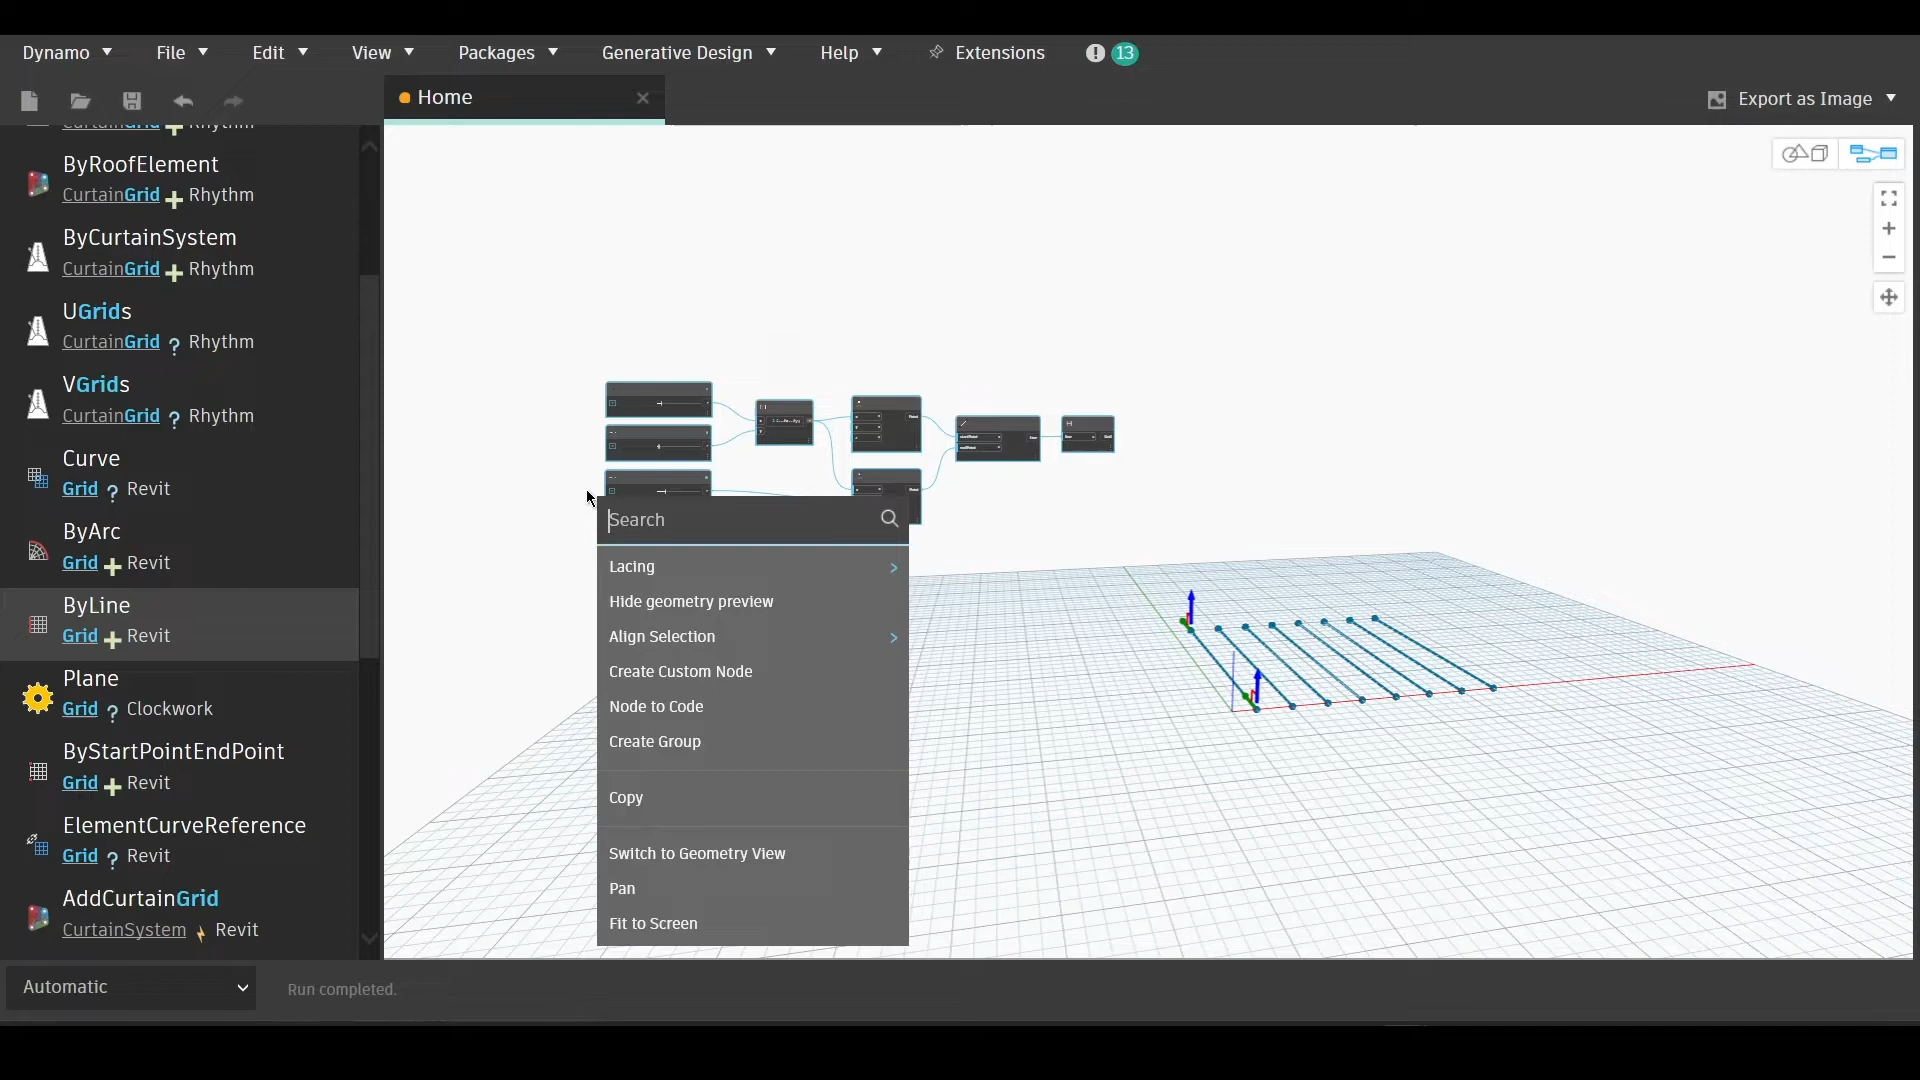 Dynamo
File
Edit
View
Packages
Generative Design
Help
Extensions
13
Home
Export as Image
CurtainGrid Rhythm
ByRoofElement
CurtainGrid Rhythm
ByCurtainSystem
CurtainGrid Rhythm
UGrids
CurtainGrid ? Rhythm
VGrids
CurtainGrid ? Rhythm
Curve
Grid ? Revit
ByArc
Grid Revit
ByLine
Grid Revit
Plane
Grid ? Clockwork
ByStartPointEndPoint
Grid Revit
ElementCurveReference
Grid ? Revit
AddCurtainGrid
CurtainSystem Revit
Search
Lacing
Hide geometry preview
Align Selection
Create Custom Node
Node to Code
Create Group
Copy
Switch to Geometry View
Pan
Fit to Screen
Automatic
Run completed.